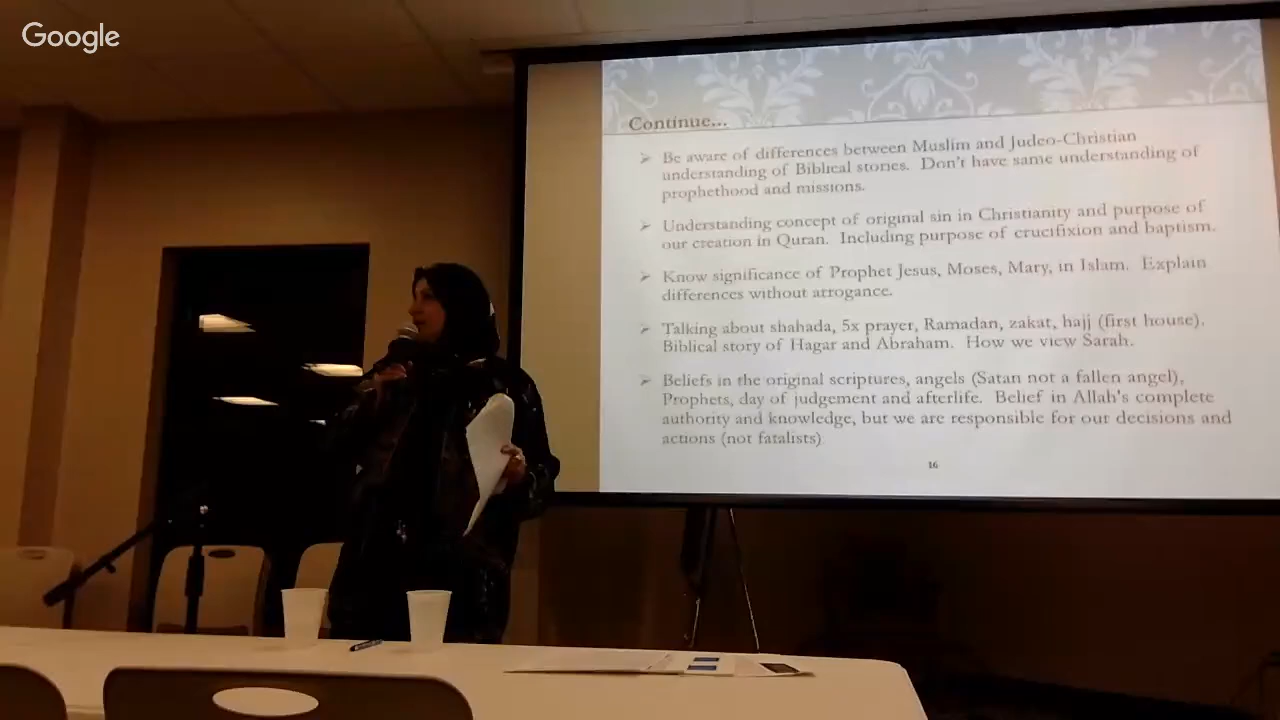 Google
Continue...
Be aware of differences between Muslim and Judeo-Christian
understanding of Biblical stories. Don't have same understanding of
prophethood and missions.
Understanding concept of original sin in Christianity and purpose of
our creation in Quran. Including purpose of crucifixion and baptism.
Know significance of Prophet Jesus, Moses, Mary, in Islam. Explain
differences without arrogance.
Talking about shahada, 5x prayer, Ramadan, zakat, hajj (first house).
Biblical story of Hagar and Abraham. How we view Sarah.
Beliefs in the original scriptures, angels (Satan not a fallen angel),
Prophets, day of judgement and afterlife. Belief in Allah's complete
authority and knowledge, but we are responsible for our decisions and
actions (not fatalists)
16